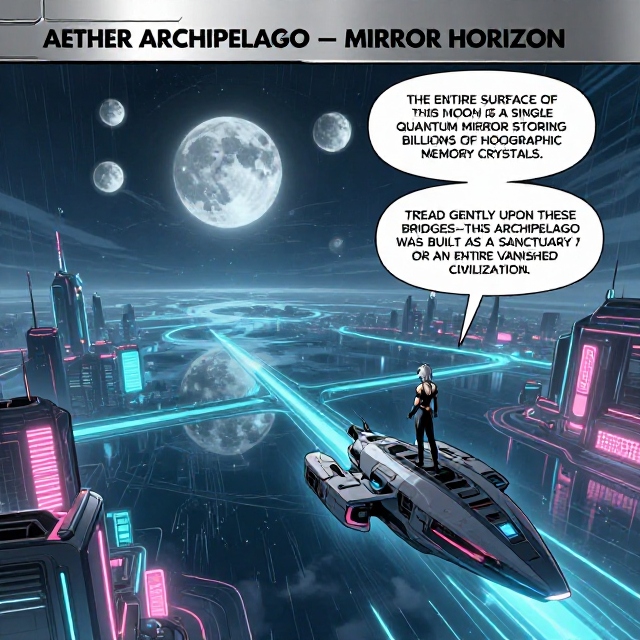 AETHER ARCHIPELAGO – MIRROR HORIZON
THE ENTIRE SURFACE OF
THIS MOON IS A SINGLE
QUANTUM MIRROR STORING
BILLIONS OF HOOGRAPHIC
MEMORY CRYSTALS.
TREAD GENTLY UPON THESE
BRIDGES–THIS ARCHIPELAGO
WAS BUILT AS A SANCTUARY /
OR AN ENTIRE VANISHED
CIVILIZATION.